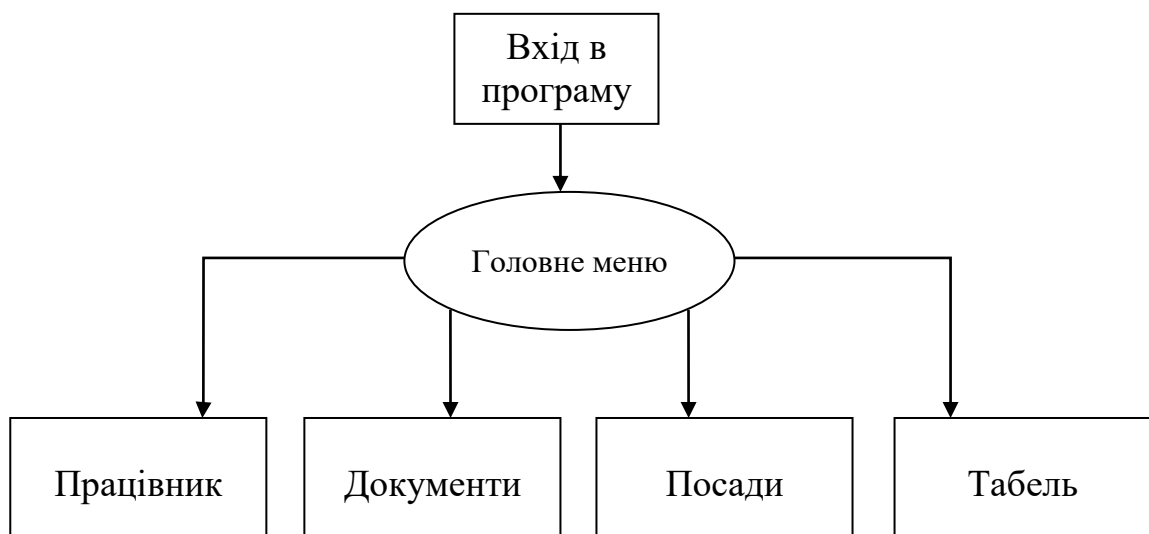 Вхід в
програму
Головне меню
Працівник
Документи
Посади
Табель